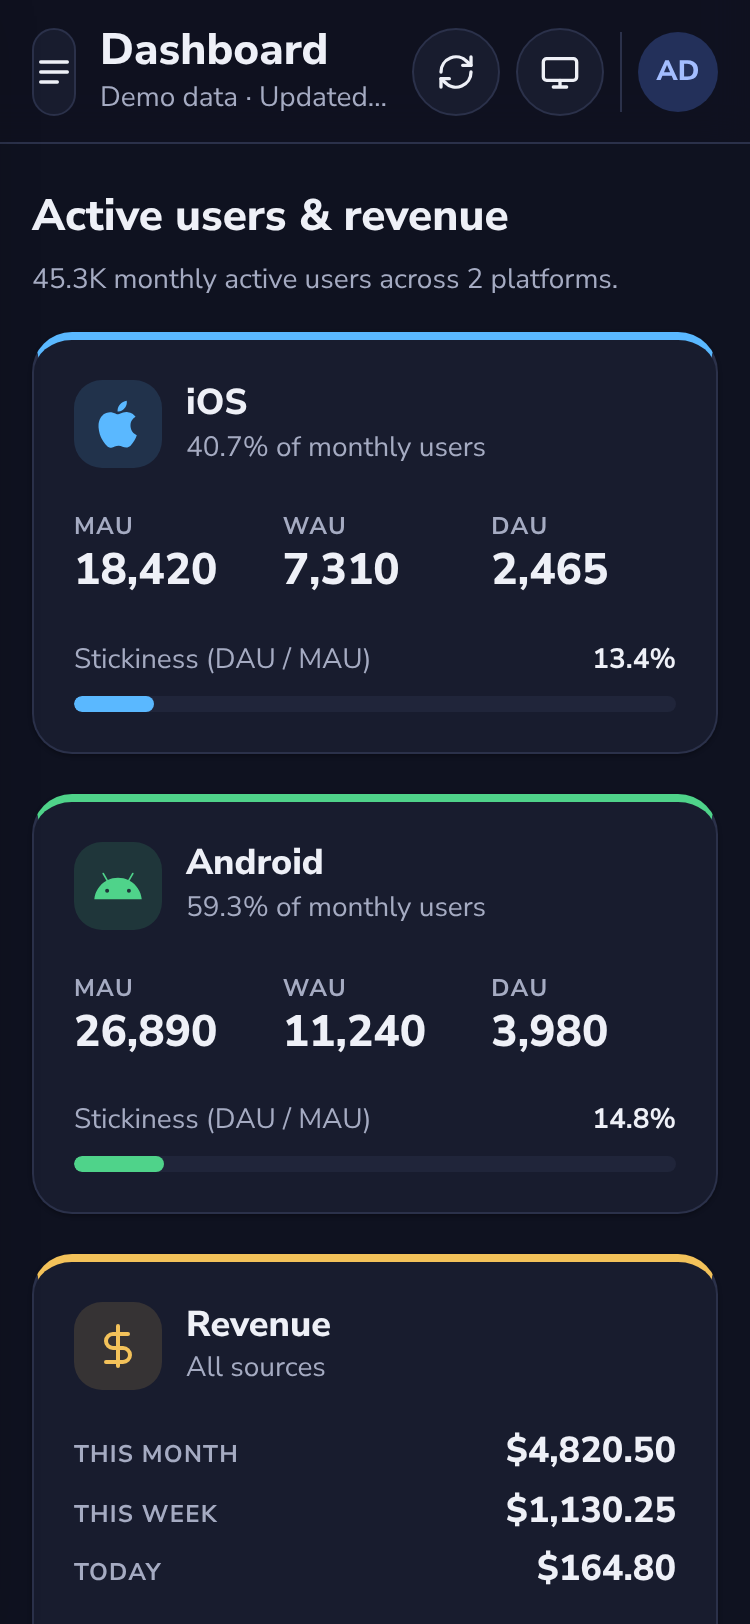 Dashboard
Demo data · Updated...
AD
Active users & revenue
45.3K monthly active users across 2 platforms.
iOS
40.7% of monthly users
MAU WAU DAU
18,420 7,310 2,465
Stickiness (DAU / MAU) 13.4%
Android
59.3% of monthly users
MAU WAU DAU
26,890 11,240 3,980
Stickiness (DAU / MAU) 14.8%
Revenue
All sources
THIS MONTH $4,820.50
THIS WEEK $1,130.25
TODAY $164.80